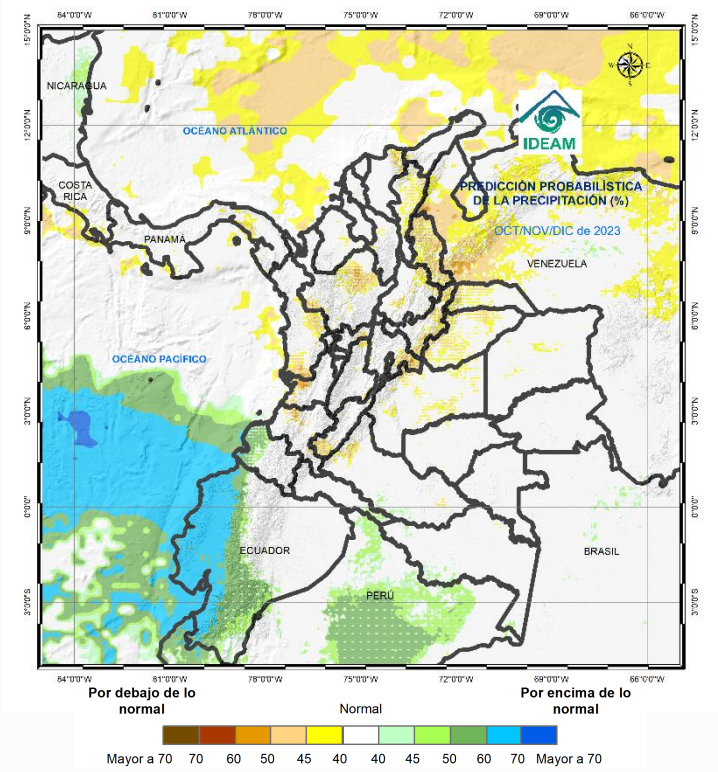 84°0'0"W 81°0'0"W 78°0'0"W 75°0'0"W 72°0'0"W 69°0'0"W 66°0'0"W
15°0'0"N 15°0'0"N
NICARAGUA
N
W E
S
12°0'0"N 12°0'0"N
OCÉANO ATLÁNTICO
IDEAM
COSTA
RICA
PREDICCIÓN PROBABILÍSTICA
DE LA PRECIPITACIÓN (%)
OCT/NOV/DIC de 2023
9°0'0"N 9°0'0"N
PANAMÁ
VENEZUELA
6°0'0"N 6°0'0"N
OCÉANO PACÍFICO
3°0'0"N 3°0'0"N
0°0'0" 0°0'0"
ECUADOR
BRASIL
PERÚ
3°0'0"S 3°0'0"S
84°0'0"W 81°0'0"W 78°0'0"W 75°0'0"W 72°0'0"W 69°0'0"W 66°0'0"W
Por debajo de lo
normal
Normal
Por encima de lo
normal
Mayor a 70 70 60 50 45 40 40 45 50 60 70 Mayor a 70